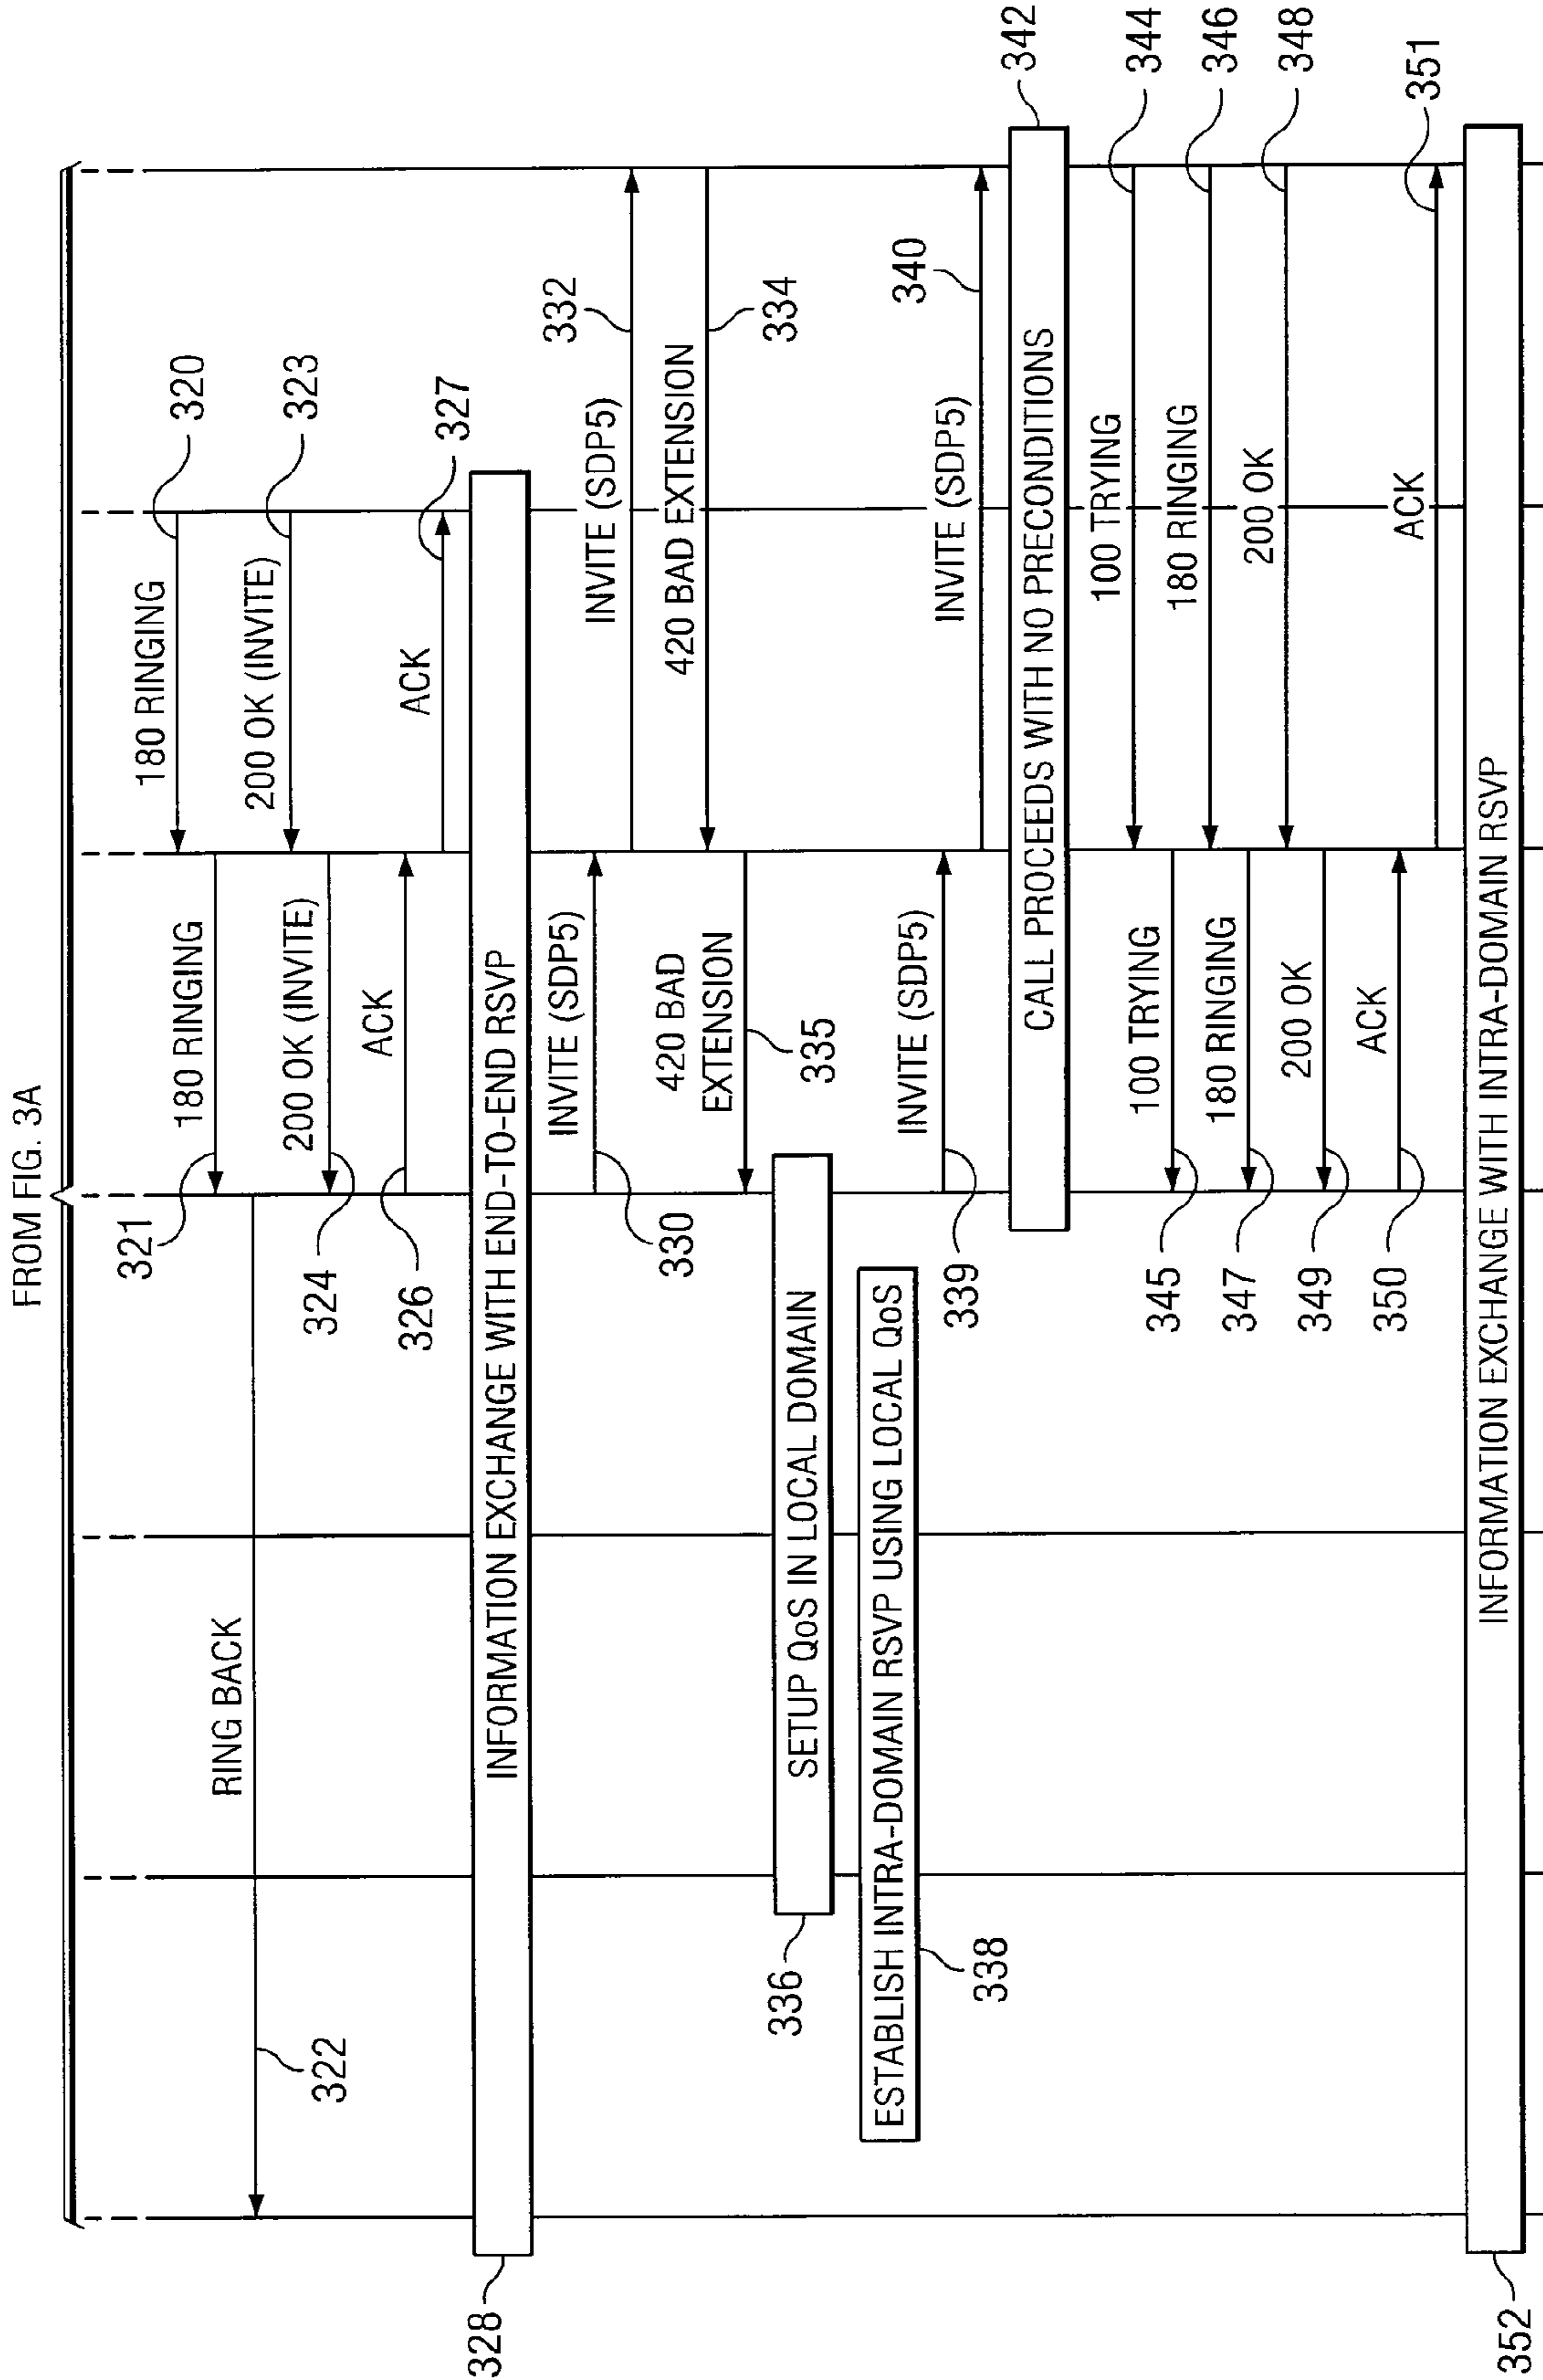 FROM FIG. 3A
180 RINGING
320
180 RINGING
321
RING BACK
322
200 OK (INVITE)
323
200 OK (INVITE)
324
ACK
326
ACK
327
INFORMATION EXCHANGE WITH END-TO-END RSVP
328
INVITE (SDP5)
330
INVITE (SDP5)
332
420 BAD EXTENSION
334
420 BAD
EXTENSION
335
SETUP QoS IN LOCAL DOMAIN
336
ESTABLISH INTRA-DOMAIN RSVP USING LOCAL QoS
338
INVITE (SDP5)
339
INVITE (SDP5)
340
CALL PROCEEDS WITH NO PRECONDITIONS
342
100 TRYING
344
100 TRYING
345
180 RINGING
346
180 RINGING
347
200 OK
348
200 OK
349
ACK
350
ACK
351
INFORMATION EXCHANGE WITH INTRA-DOMAIN RSVP
352